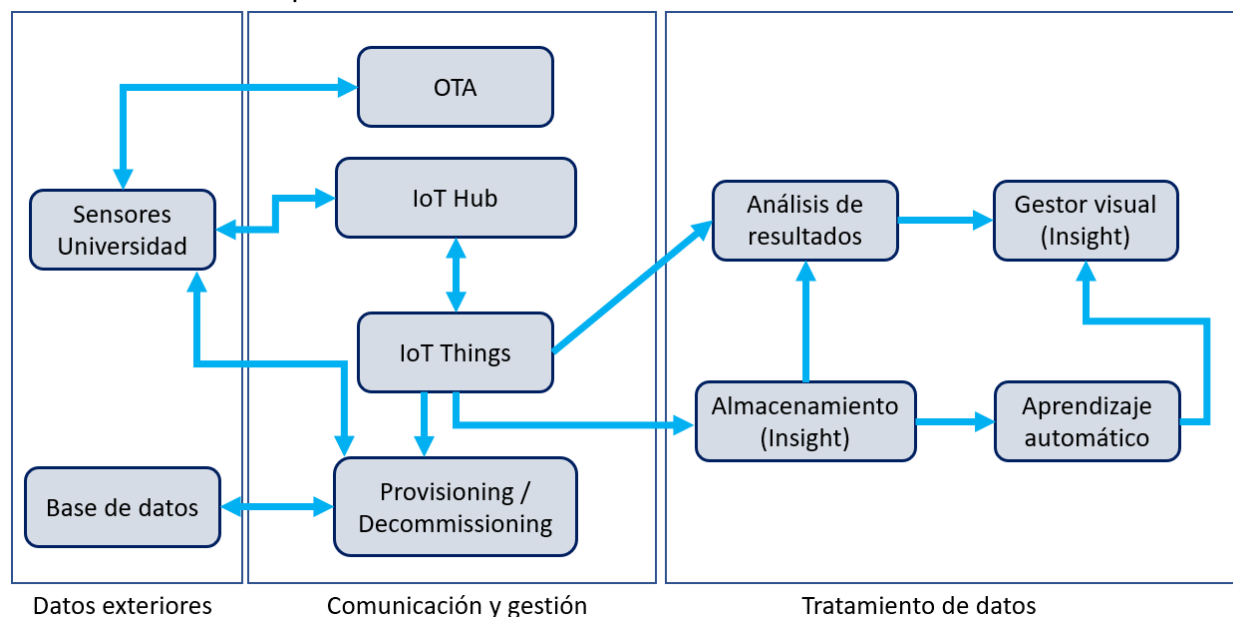 OTA
Sensores
Universidad
IoT Hub
IoT Things
Provisioning /
Decommissioning
Base de datos
Análisis de
resultados
Gestor visual
(Insight)
Almacenamiento
(Insight)
Aprendizaje
automático
Datos exteriores
Comunicación y gestión
Tratamiento de datos